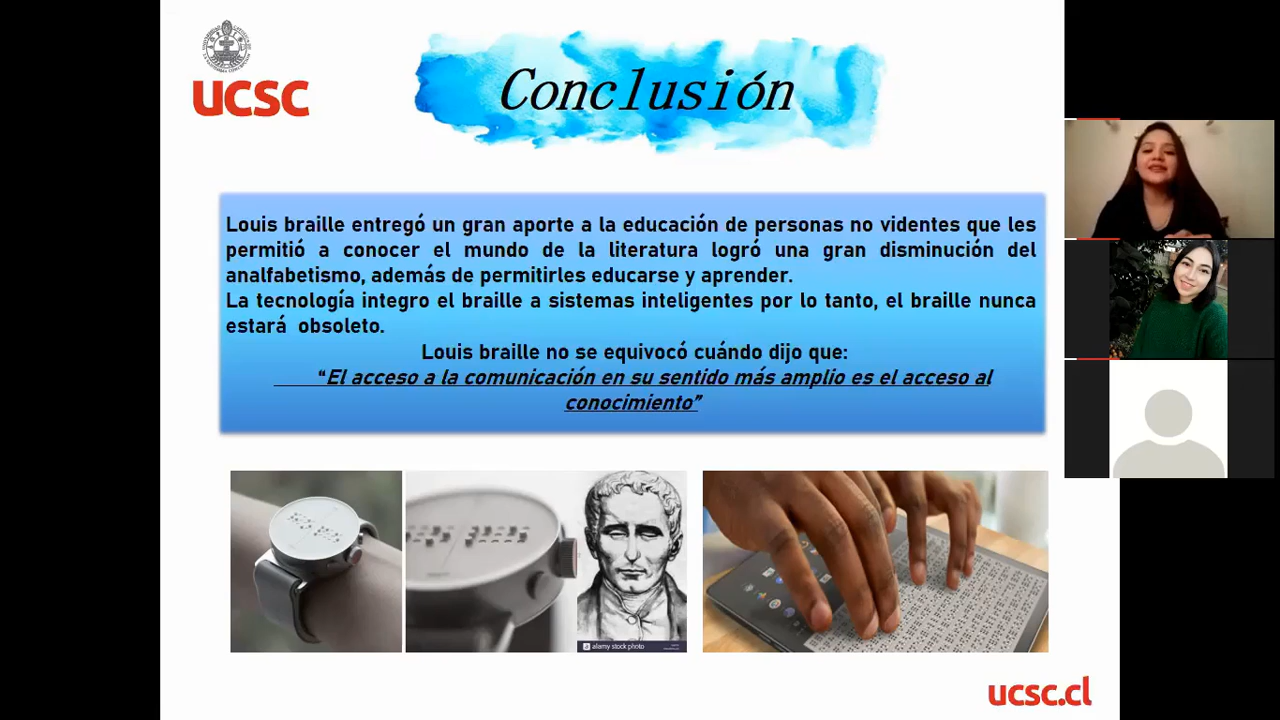 UCSC
Conclusión
Louis braille entregó un gran aporte a la educación de personas no videntes que les
permitió a conocer el mundo de la literatura logró una gran disminución del
analfabetismo, además de permitirles educarse y aprender.
La tecnología integro el braille a sistemas inteligentes por lo tanto, el braille nunca
estará obsoleto.
Louis braille no se equivocó cuándo dijo que:
“El acceso a la comunicación en su sentido más amplio es el acceso al
conocimiento”
alamy stock photo
ucsc.cl